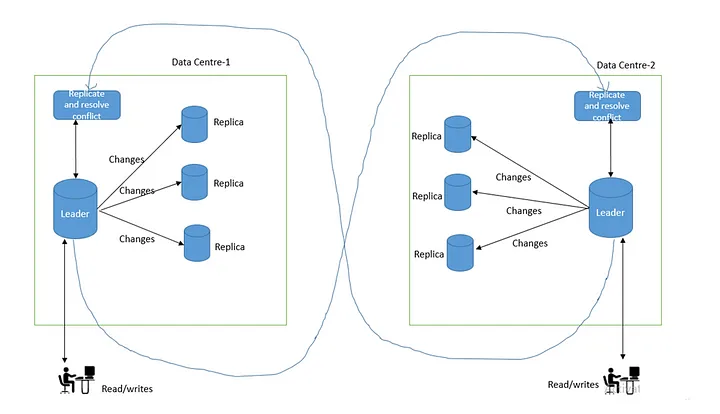 Data Centre-1
Replicate
and resolve
conflict
Replica
Changes
Replica
Changes
Leader
Changes
Replica
Read/writes
Data Centre-2
Replicate
and resolve
conflict
Replica
Changes
Replica
Changes
Leader
Changes
Replica
Read/writes